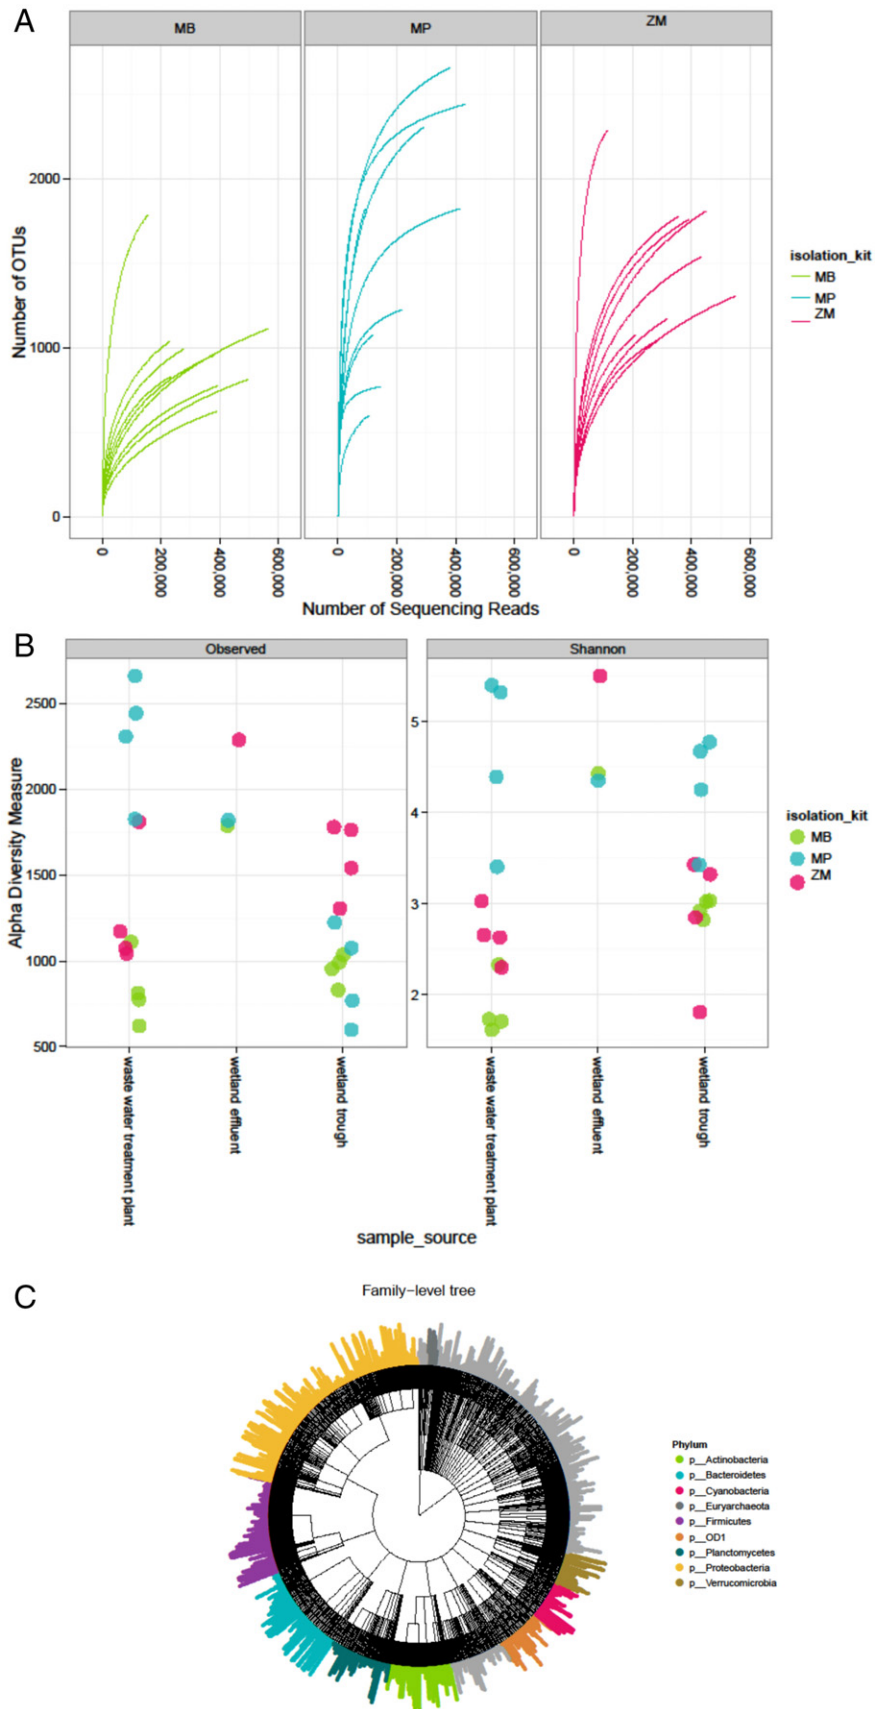 A
MB
MP
ZM
Number of OTUs
2000
1000
0
0
200,000
400,000
600,000
0
200,000
400,000
600,000
0
200,000
400,000
600,000
Number of Sequencing Reads
isolation_kit
MB
MP
ZM
B
Observed
Shannon
Alpha Diversity Measure
2500
2000
1500
1000
500
5
4
3
2
waste water treatment plant
wetland effluent
wetland trough
waste water treatment plant
wetland effluent
wetland trough
sample_source
isolation_kit
MB
MP
ZM
C
Family-level tree
Phylum
p__Actinobacteria
p__Bacteroidetes
p__Cyanobacteria
p__Euryarchaeota
p__Firmicutes
p__OD1
p__Planctomycetes
p__Proteobacteria
p__Verrucomicrobia